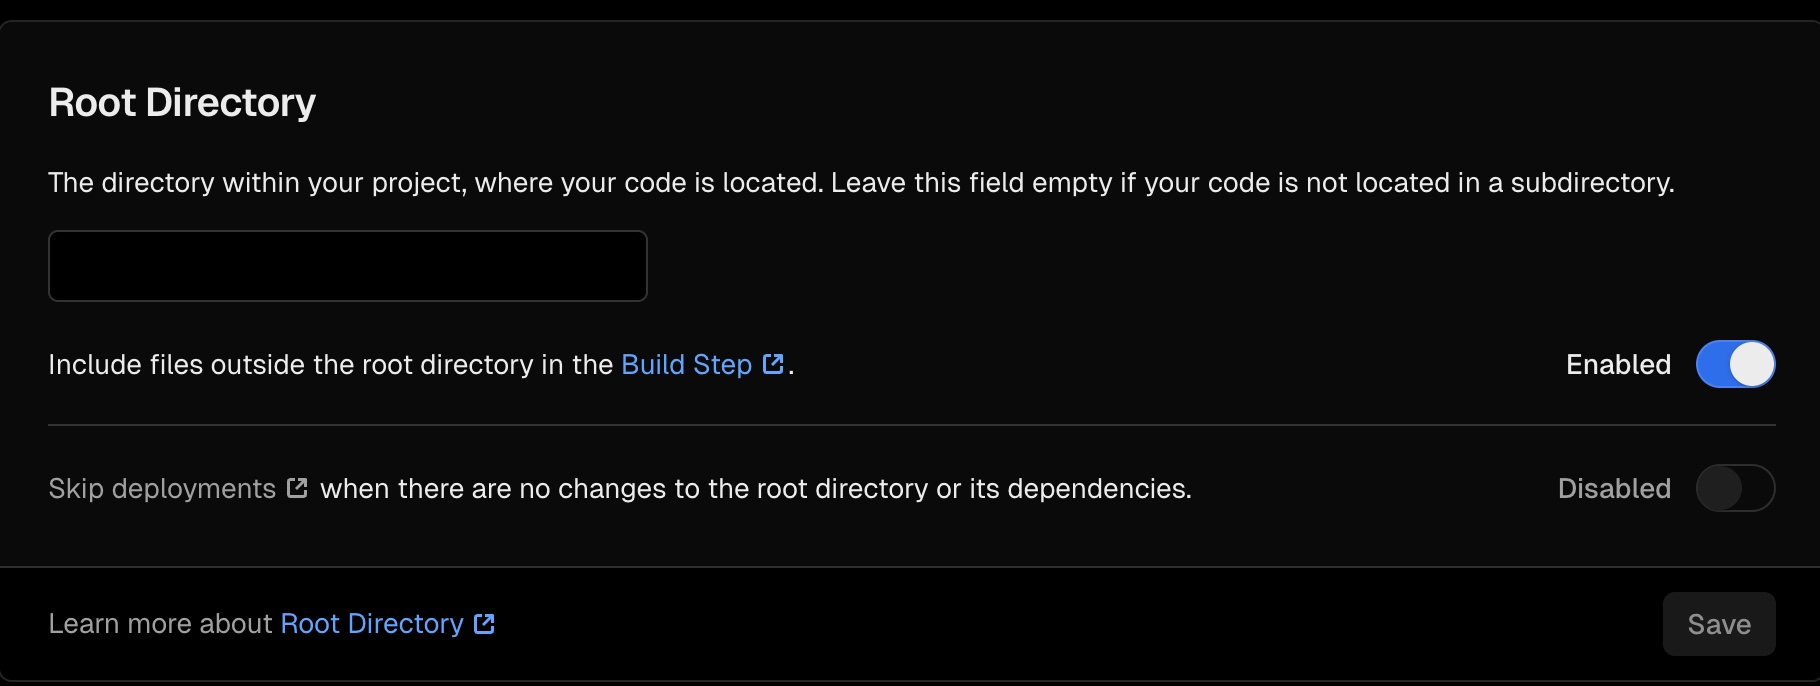 Root Directory
The directory within your project, where your code is located. Leave this field empty if your code is not located in a subdirectory.
Include files outside the root directory in the Build Step.
Enabled
Skip deployments when there are no changes to the root directory or its dependencies.
Disabled
Learn more about Root Directory
Save